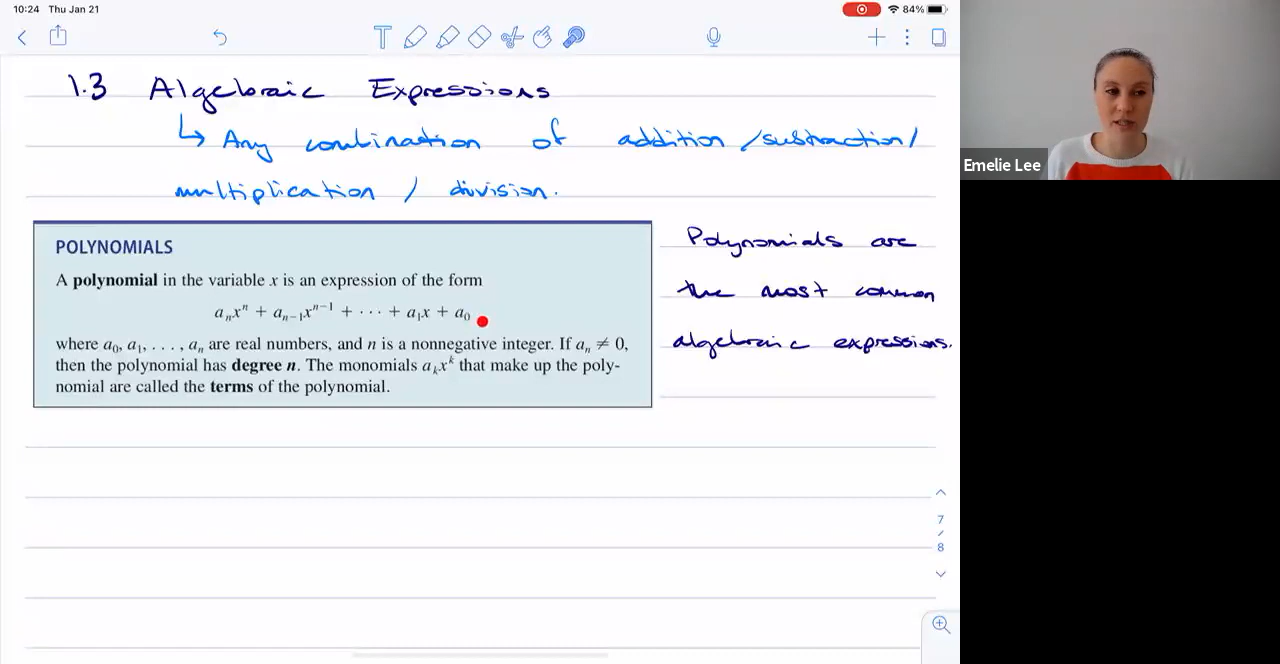 10:24 Thu Jan 21
84%
1.3 Algebraic Expressions
↳ Any combination of addition /subtraction/
multiplication / division.
POLYNOMIALS
A polynomial in the variable x is an expression of the form
aₙxⁿ + aₙ₋₁xⁿ⁻¹ + ··· + a₁x + a₀
where a₀, a₁, . . . , aₙ are real numbers, and n is a nonnegative integer. If aₙ ≠ 0,
then the polynomial has degree n. The monomials aₖxᵏ that make up the poly-
nomial are called the terms of the polynomial.
Polynomials are
the most common
algebraic expressions.
7
/
8
Emelie Lee